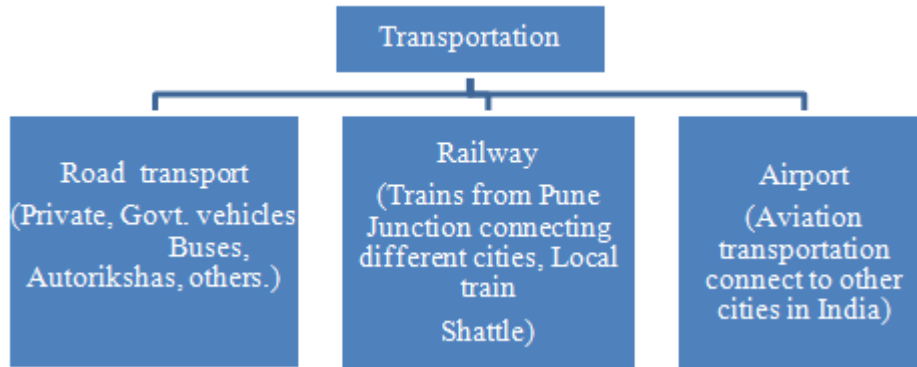 Transportation
Road transport
(Private, Govt. vehicles
Buses,
Autorikshas, others.)
Railway
(Trains from Pune
Junction connecting
different cities, Local
train
Shattle)
Airport
(Aviation
transportation
connect to other
cities in India)